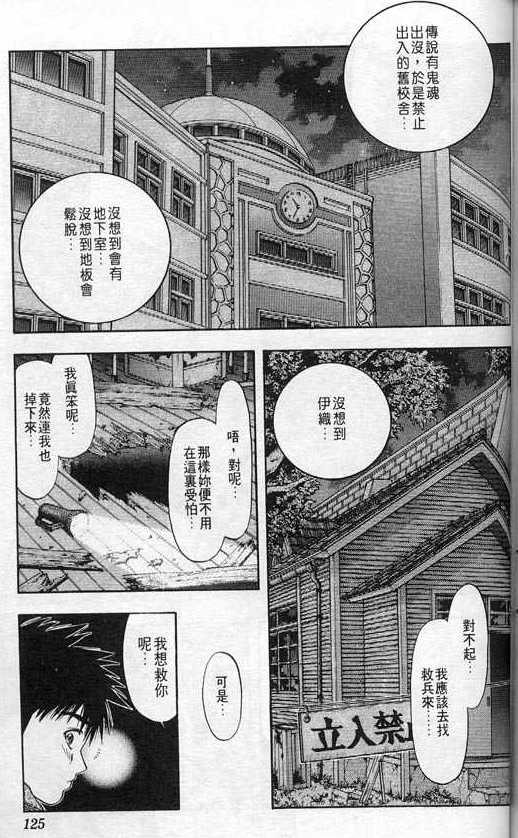 傳說有鬼魂
出沒，於是禁止
出入的舊校舍…
沒想到會有
地下室…
沒想到地板會
鬆脫…
沒想到
伊織…
對不起…
我應該去找
救兵來……
立入禁止
唔，對呢…
那樣妳便不用
在這裏受怕…
我眞笨呢…
竟然連我也
掉下來…
可是…
我想救你
呢…
125